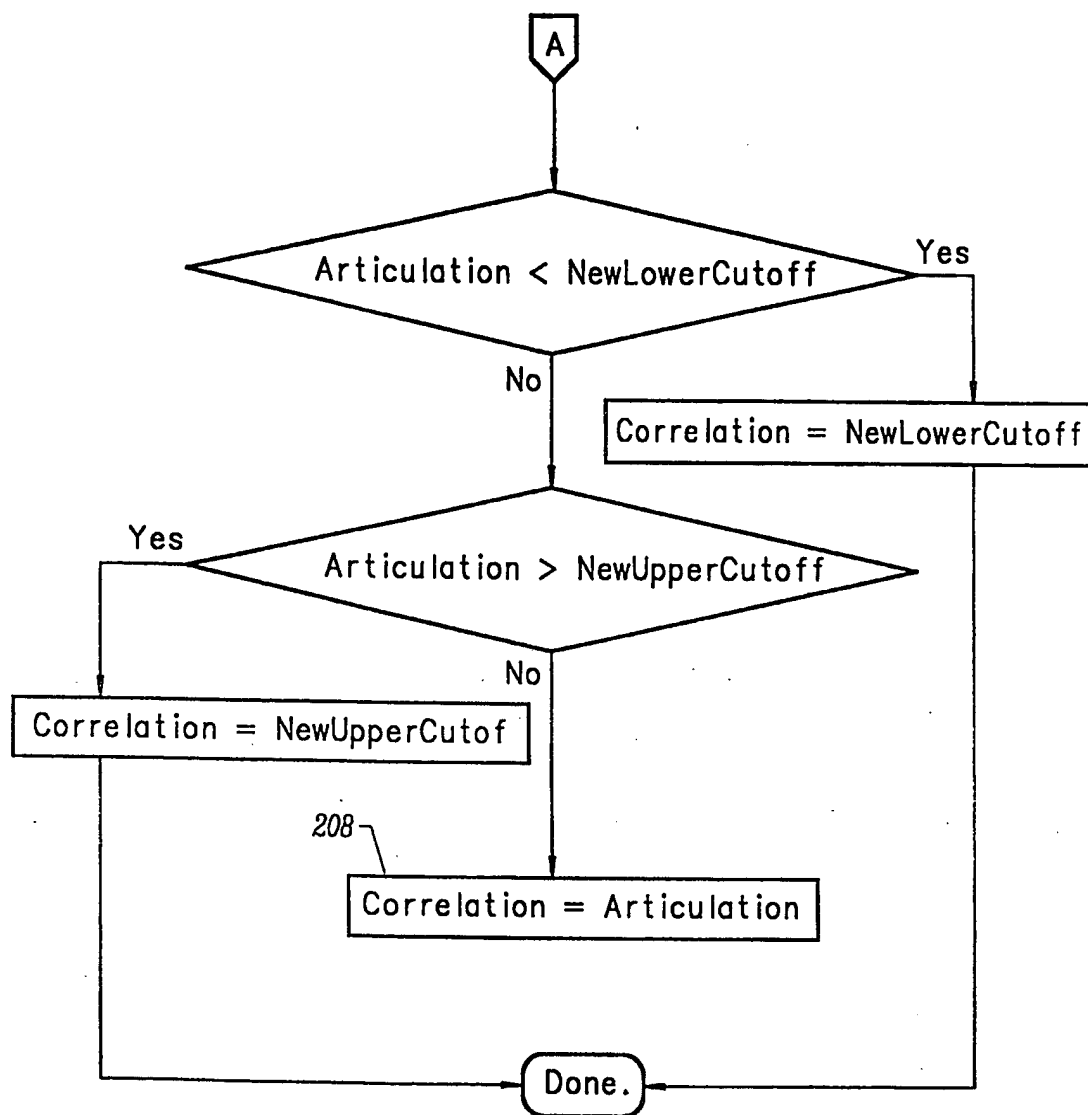 A
Articulation < NewLowerCutoff
Yes
No
Correlation = NewLowerCutoff
Yes
Articulation > NewUpperCutoff
No
Correlation = NewUpperCutof
208
Correlation = Articulation
Done.